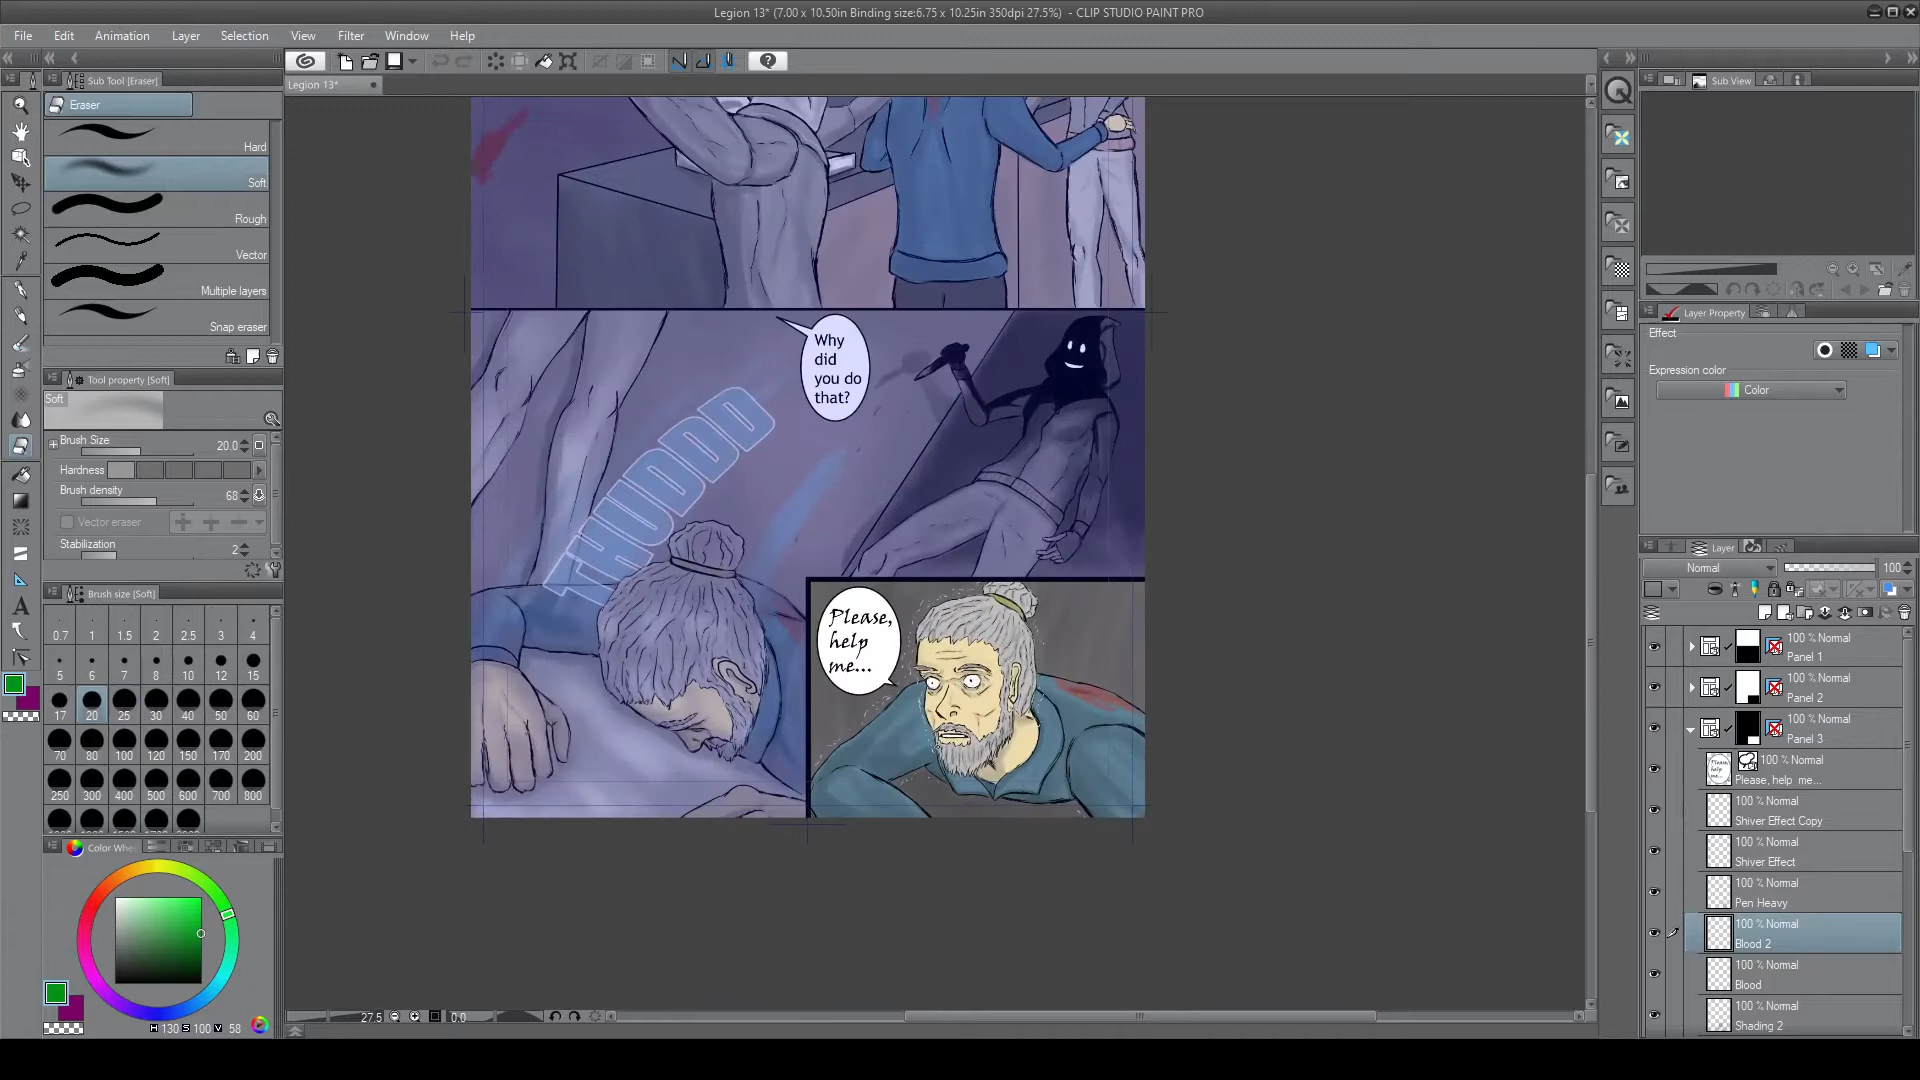 Legion 13* (7.00 x 10.50in Binding size:6.75 x 10.25in 350dpi 27.5%) - CLIP STUDIO PAINT PRO
File Edit Animation Layer Selection View Filter Window Help
Sub Tool [Eraser]
Legion 13*
Sub View
Eraser
Hard
Soft
Rough
Vector
Multiple layers
Snap eraser
Tool property [Soft]
Soft
Brush Size 20.0
Hardness
Brush density 68
Vector eraser
Stabilization 2
Brush size [Soft]
0.7 1 1.5 2 2.5 3 4
5 6 7 8 10 12 15
17 20 25 30 40 50 60
70 80 100 120 150 170 200
250 300 400 500 600 700 800
Color Whe
H 130 S 100 V 58
Why
did
you do
that?
THUDDD
Please,
help
me...
27.5 0.0
Layer Property
Effect
Expression color
Color
Layer
Normal 100
100 % Normal
Panel 1
100 % Normal
Panel 2
100 % Normal
Panel 3
100 % Normal
Please, help me...
100 % Normal
Shiver Effect Copy
100 % Normal
Shiver Effect
100 % Normal
Pen Heavy
100 % Normal
Blood 2
100 % Normal
Blood
100 % Normal
Shading 2